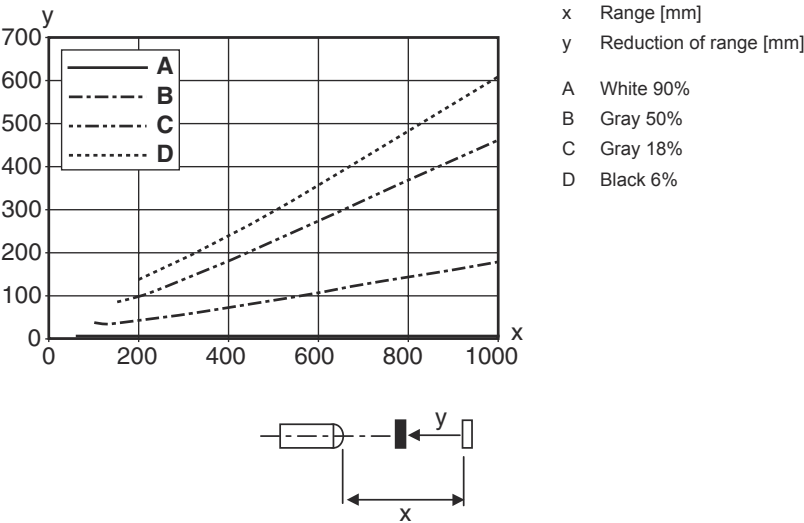 y
700
600
500
400
300
200
100
0
A
B
C
D
0 200 400 600 800 1000
x
x Range [mm]
y Reduction of range [mm]
A White 90%
B Gray 50%
C Gray 18%
D Black 6%
y
x